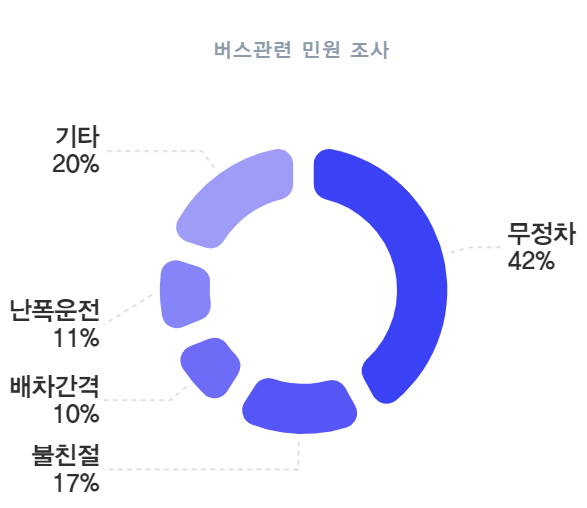 버스관련 민원 조사
기타
20%
무정차
42%
난폭운전
11%
배차간격
10%
불친절
17%